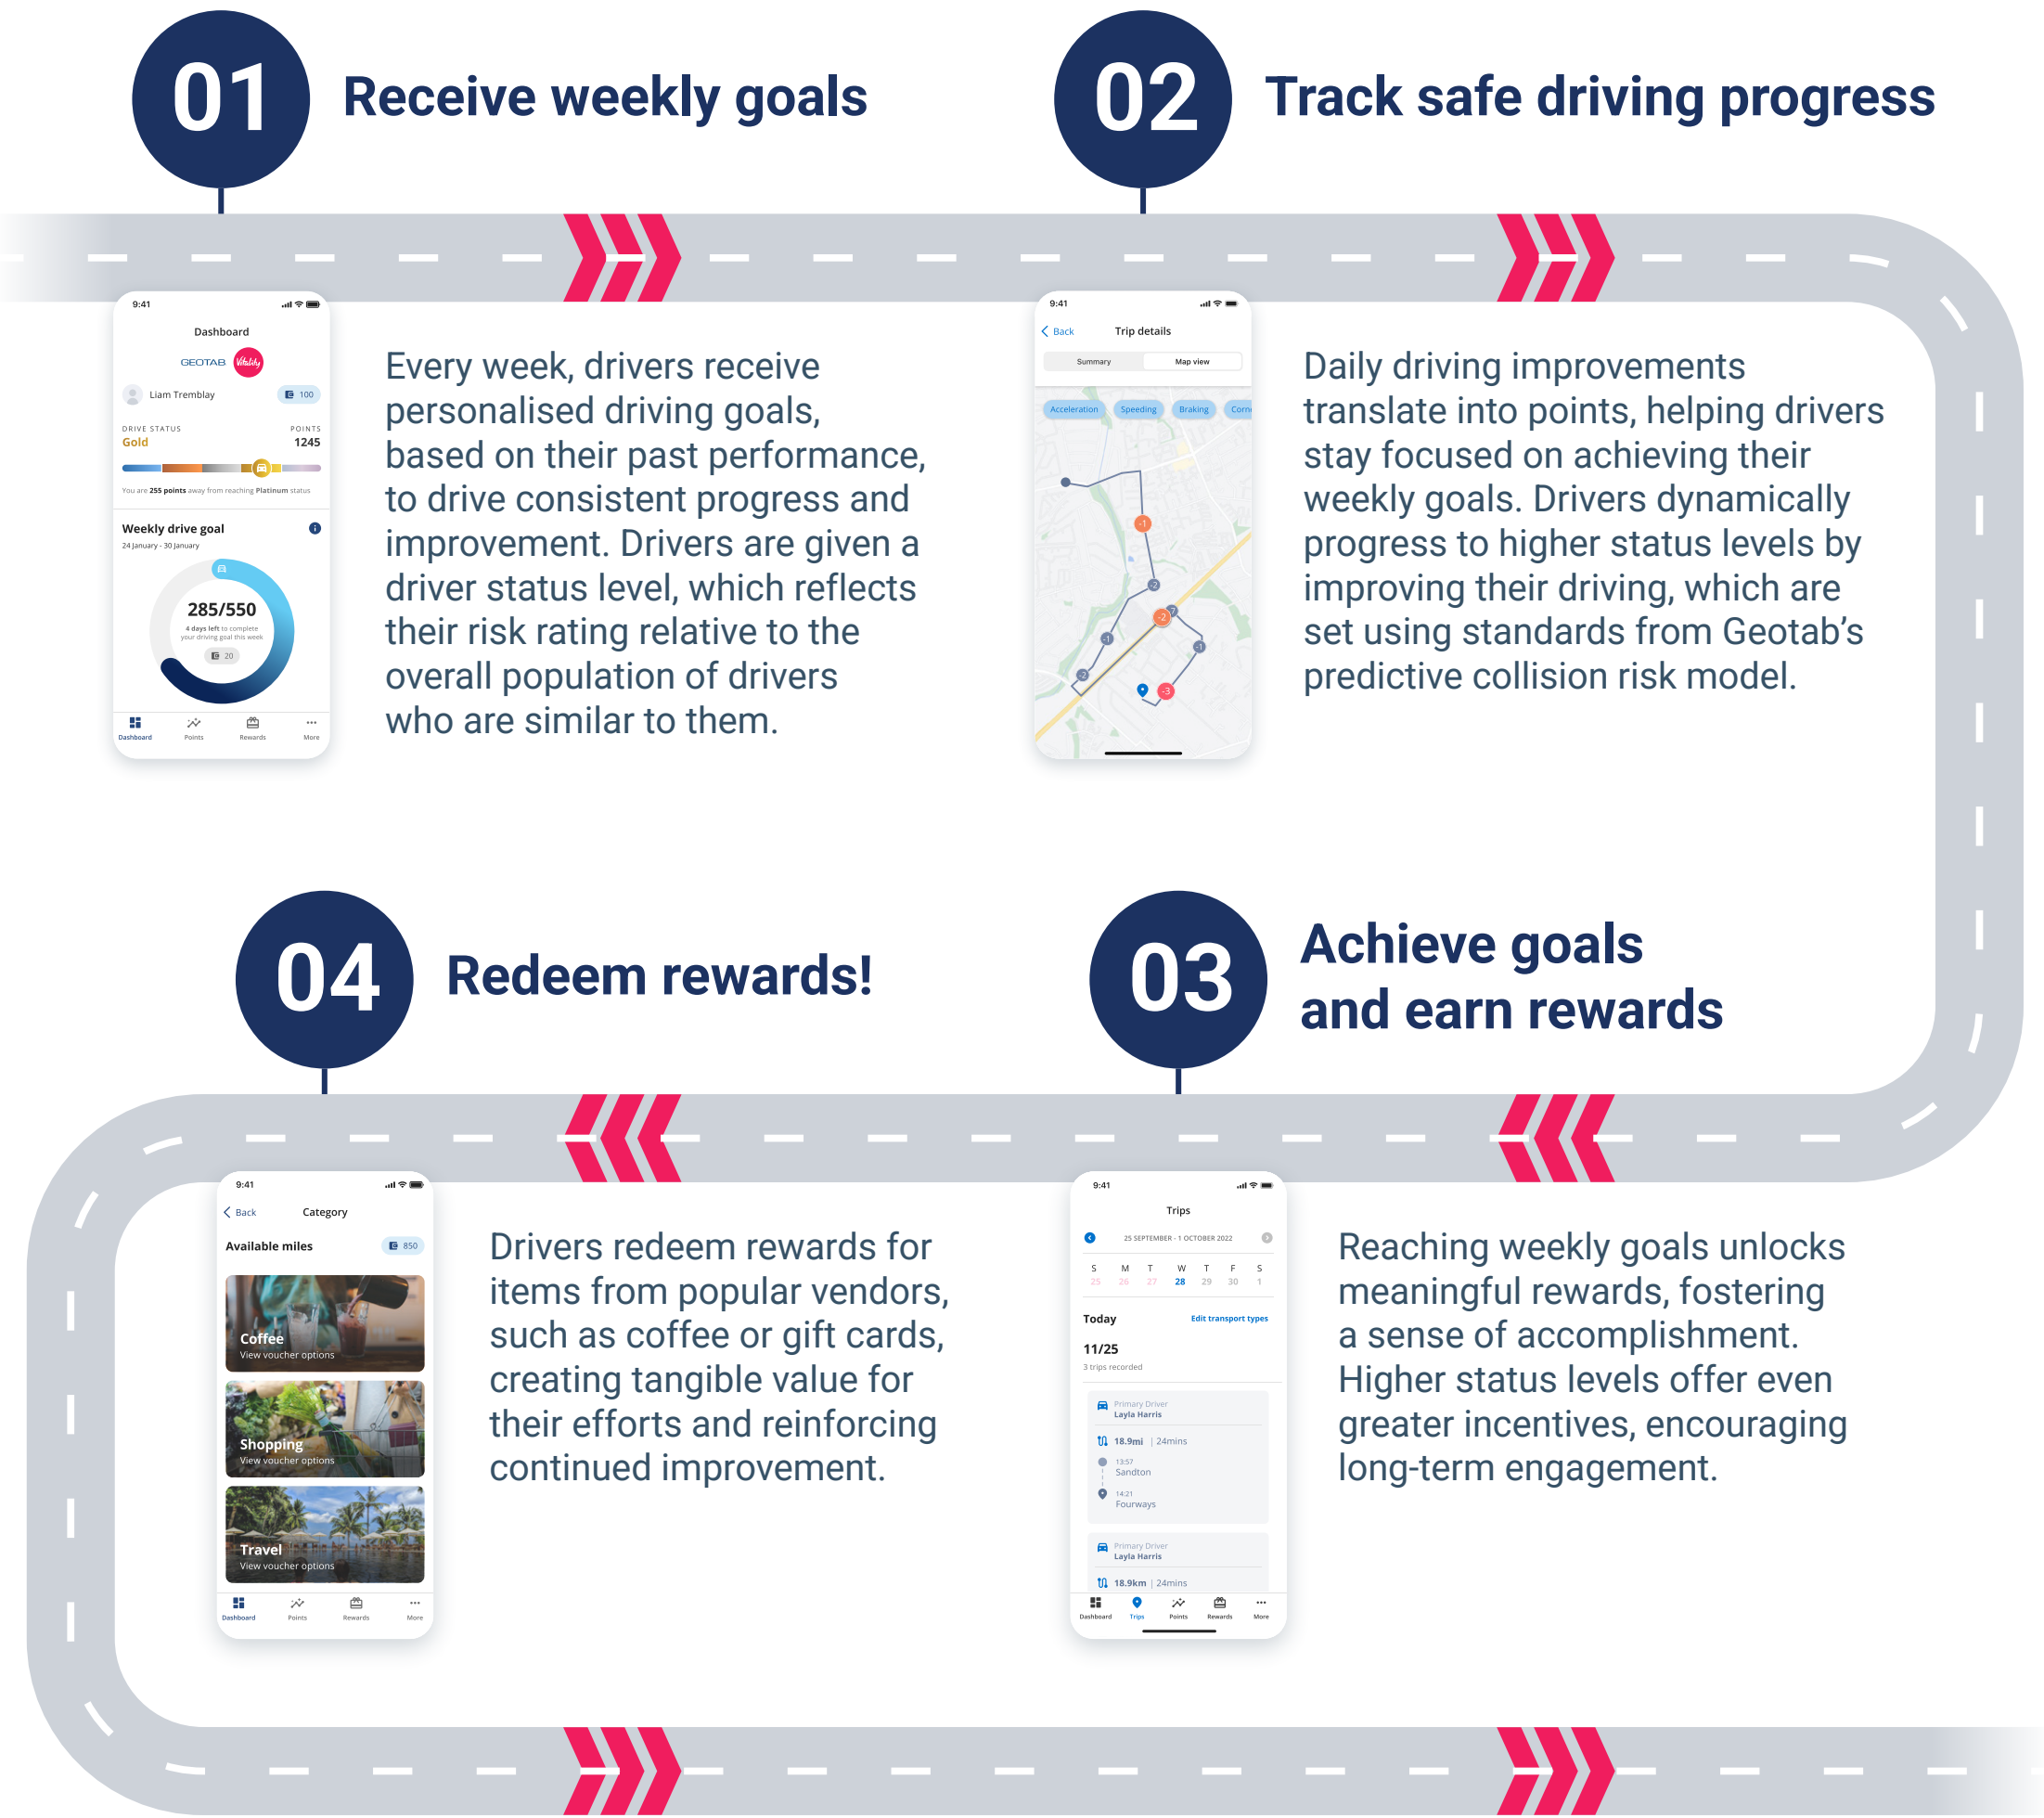 01
Receive weekly goals
9:41
Dashboard
GEOTAB Vitality
Liam Tremblay
100
DRIVE STATUS
POINTS
Gold
1245
You are 255 points away from reaching Platinum status
Weekly drive goal
24 January - 30 January
285/550
4 days left to complete
your driving goal this week
20
Dashboard
Points
Rewards
More
Every week, drivers receive
personalised driving goals,
based on their past performance,
to drive consistent progress and
improvement. Drivers are given a
driver status level, which reflects
their risk rating relative to the
overall population of drivers
who are similar to them.
02
Track safe driving progress
9:41
Back
Trip details
Summary
Map view
Acceleration
Speeding
Braking
Corn
-1
-2
-2
-7
-1
-1
-2
-3
Daily driving improvements
translate into points, helping drivers
stay focused on achieving their
weekly goals. Drivers dynamically
progress to higher status levels by
improving their driving, which are
set using standards from Geotab’s
predictive collision risk model.
03
Achieve goals
and earn rewards
9:41
Trips
25 SEPTEMBER - 1 OCTOBER 2022
S M T W T F S
25 26 27 28 29 30 1
Today
Edit transport types
11/25
3 trips recorded
Primary Driver
Layla Harris
18.9mi | 24mins
13:57
Sandton
14:21
Fourways
Primary Driver
Layla Harris
18.9km | 24mins
Dashboard
Trips
Points
Rewards
More
Reaching weekly goals unlocks
meaningful rewards, fostering
a sense of accomplishment.
Higher status levels offer even
greater incentives, encouraging
long-term engagement.
04
Redeem rewards!
9:41
Back
Category
Available miles
850
Coffee
View voucher options
Shopping
View voucher options
Travel
View voucher options
Dashboard
Points
Rewards
More
Drivers redeem rewards for
items from popular vendors,
such as coffee or gift cards,
creating tangible value for
their efforts and reinforcing
continued improvement.